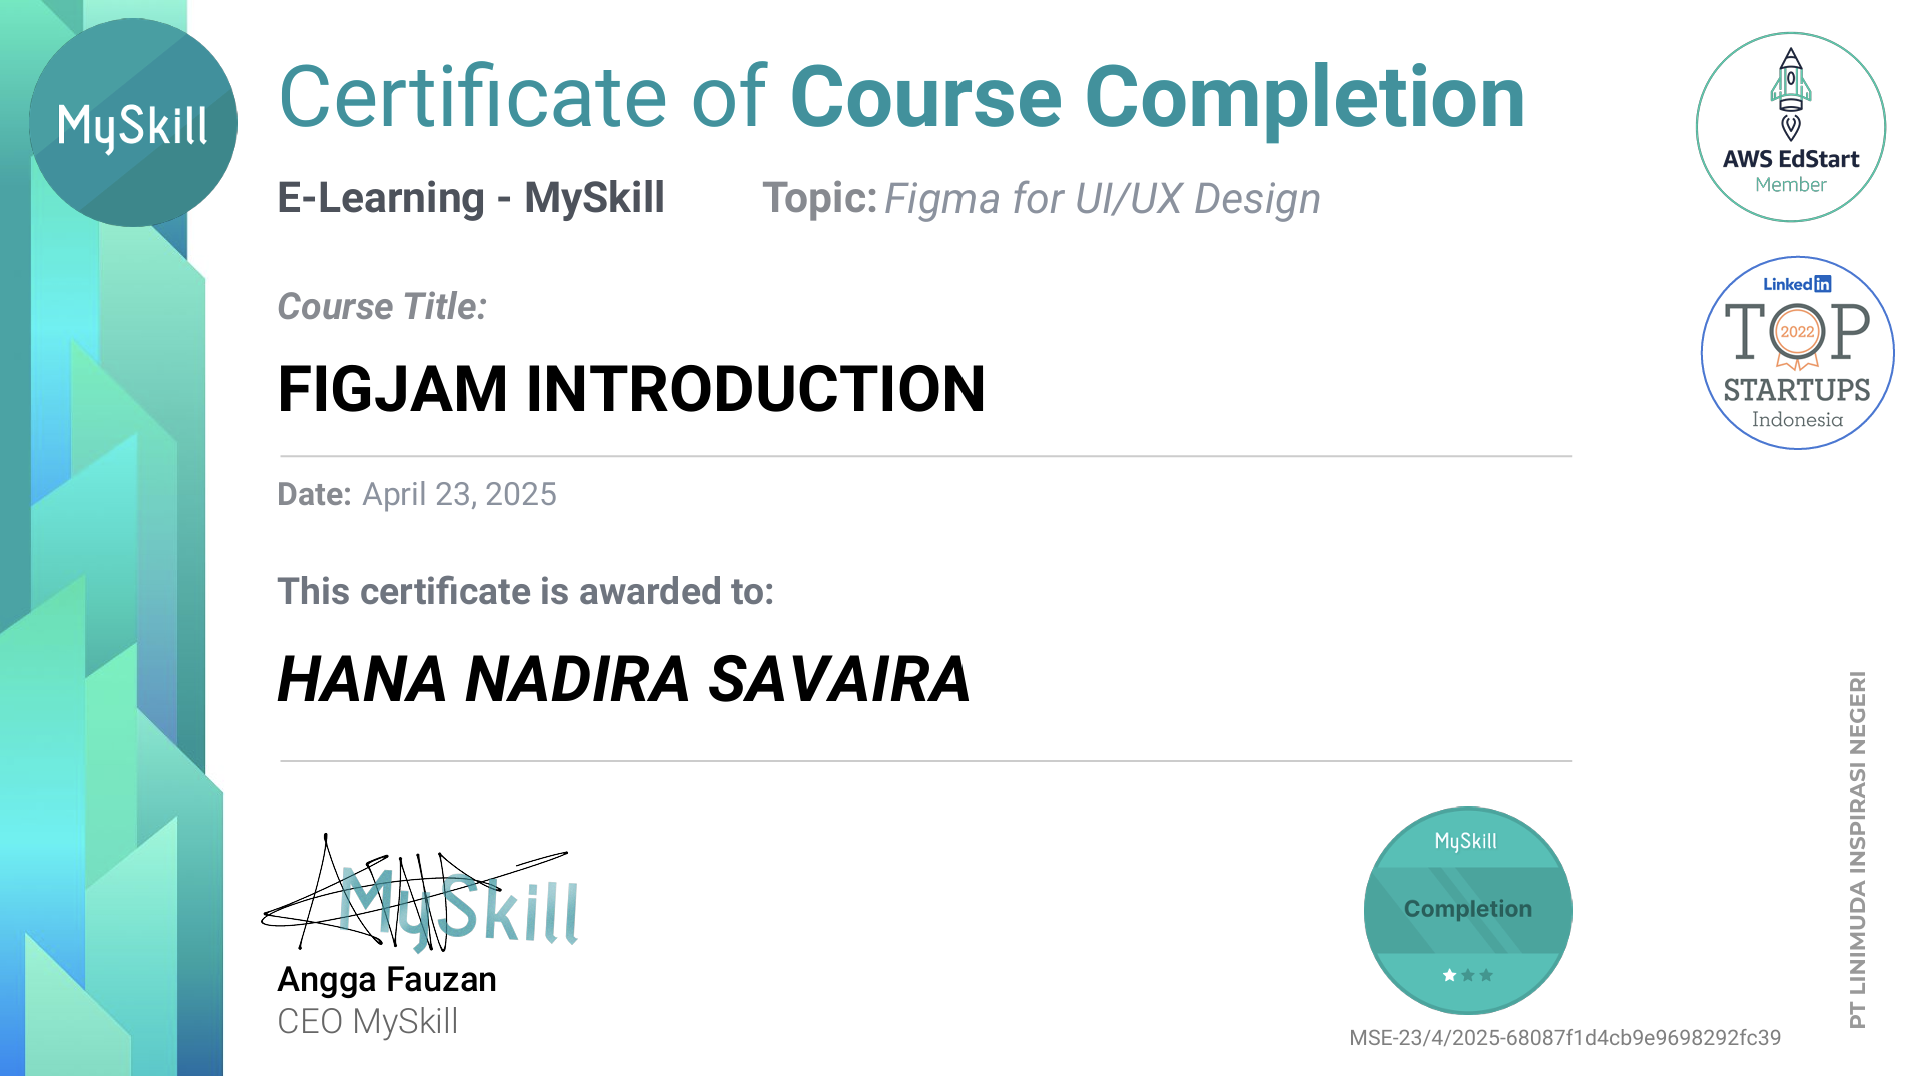 MySkill
Certificate of Course Completion
E-Learning - MySkill
Topic: Figma for UI/UX Design
Course Title:
FIGJAM INTRODUCTION
Date: April 23, 2025
This certificate is awarded to:
HANA NADIRA SAVAIRA
MySkill
Angga Fauzan
CEO MySkill
AWS EdStart
Member
Linked in
TOP
2022
STARTUPS
Indonesia
MySkill
Completion
MSE-23/4/2025-68087f1d4cb9e9698292fc39
PT LINIMUDA INSPIRASI NEGERI